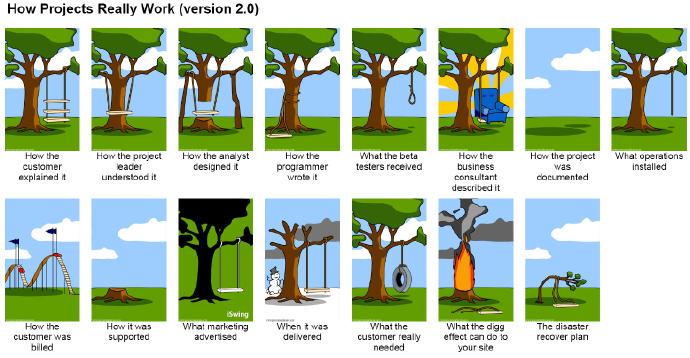 How Projects Really Work (version 2.0)
How the
customer
explained it
How the project
leader
understood it
How the analyst
designed it
How the
programmer
wrote it
What the beta
testers received
How the
business
consultant
described it
How the project
was
documented
What operations
installed
iSwing
How the
customer was
billed
How it was
supported
What marketing
advertised
When it was
delivered
What the
customer really
needed
What the digg
effect can do to
your site
The disaster
recover plan